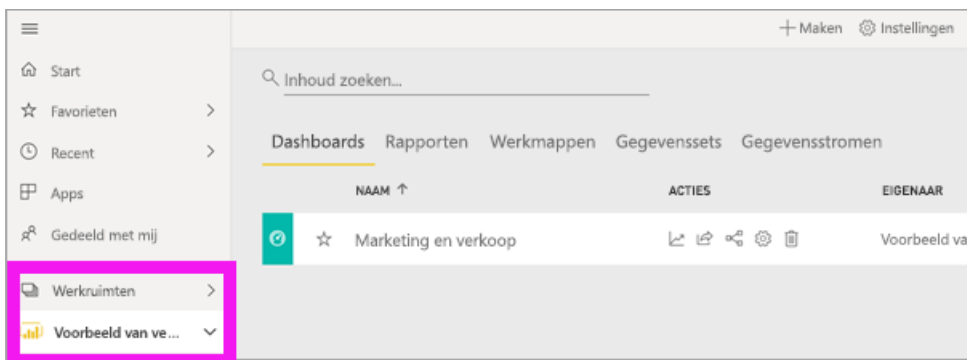 + Maken Instellingen
Start
Favorieten
Recent
Apps
Gedeeld met mij
Werkruimten
Voorbeeld van ve...
Inhoud zoeken...
Dashboards Rapporten Werkmappen Gegevenssets Gegevensstromen
NAAM ↑ ACTIES EIGENAAR
Marketing en verkoop Voorbeeld va